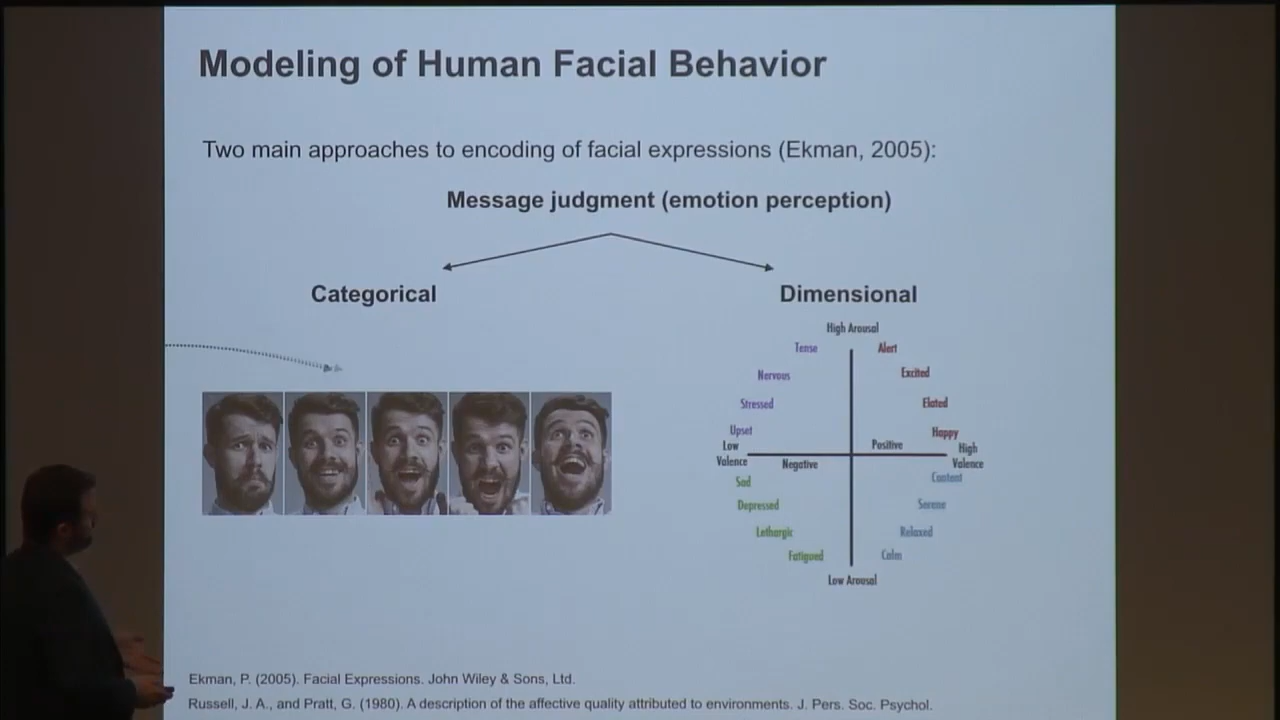 Modeling of Human Facial Behavior
Two main approaches to encoding of facial expressions (Ekman, 2005):
Message judgment (emotion perception)
Categorical
Dimensional
High Arousal
Tense
Alert
Nervous
Excited
Stressed
Elated
Upset
Happy
Low
Valence
Negative
Positive
High
Valence
Sad
Content
Depressed
Serene
Lethargic
Relaxed
Fatigued
Calm
Low Arousal
Ekman, P. (2005). Facial Expressions. John Wiley & Sons, Ltd.
Russell, J. A., and Pratt, G. (1980). A description of the affective quality attributed to environments. J. Pers. Soc. Psychol.